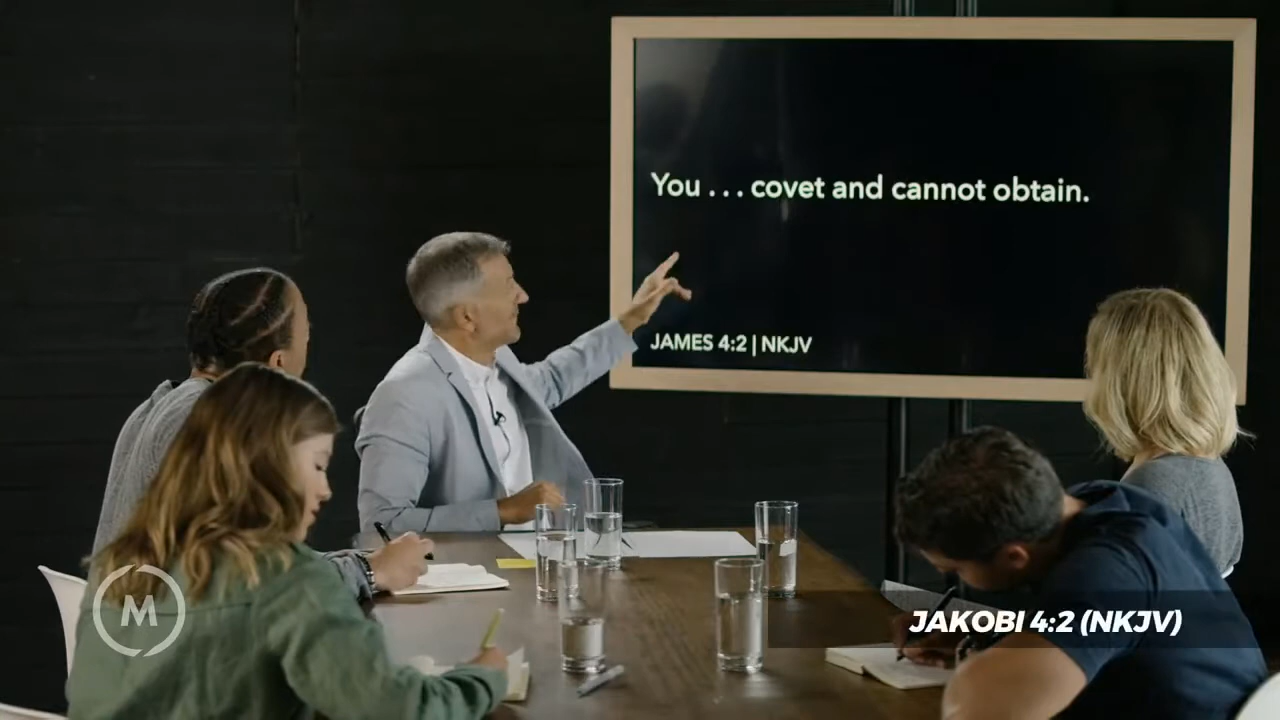 You . . . covet and cannot obtain.
JAMES 4:2 | NKJV
M
JAKOBI 4:2 (NKJV)